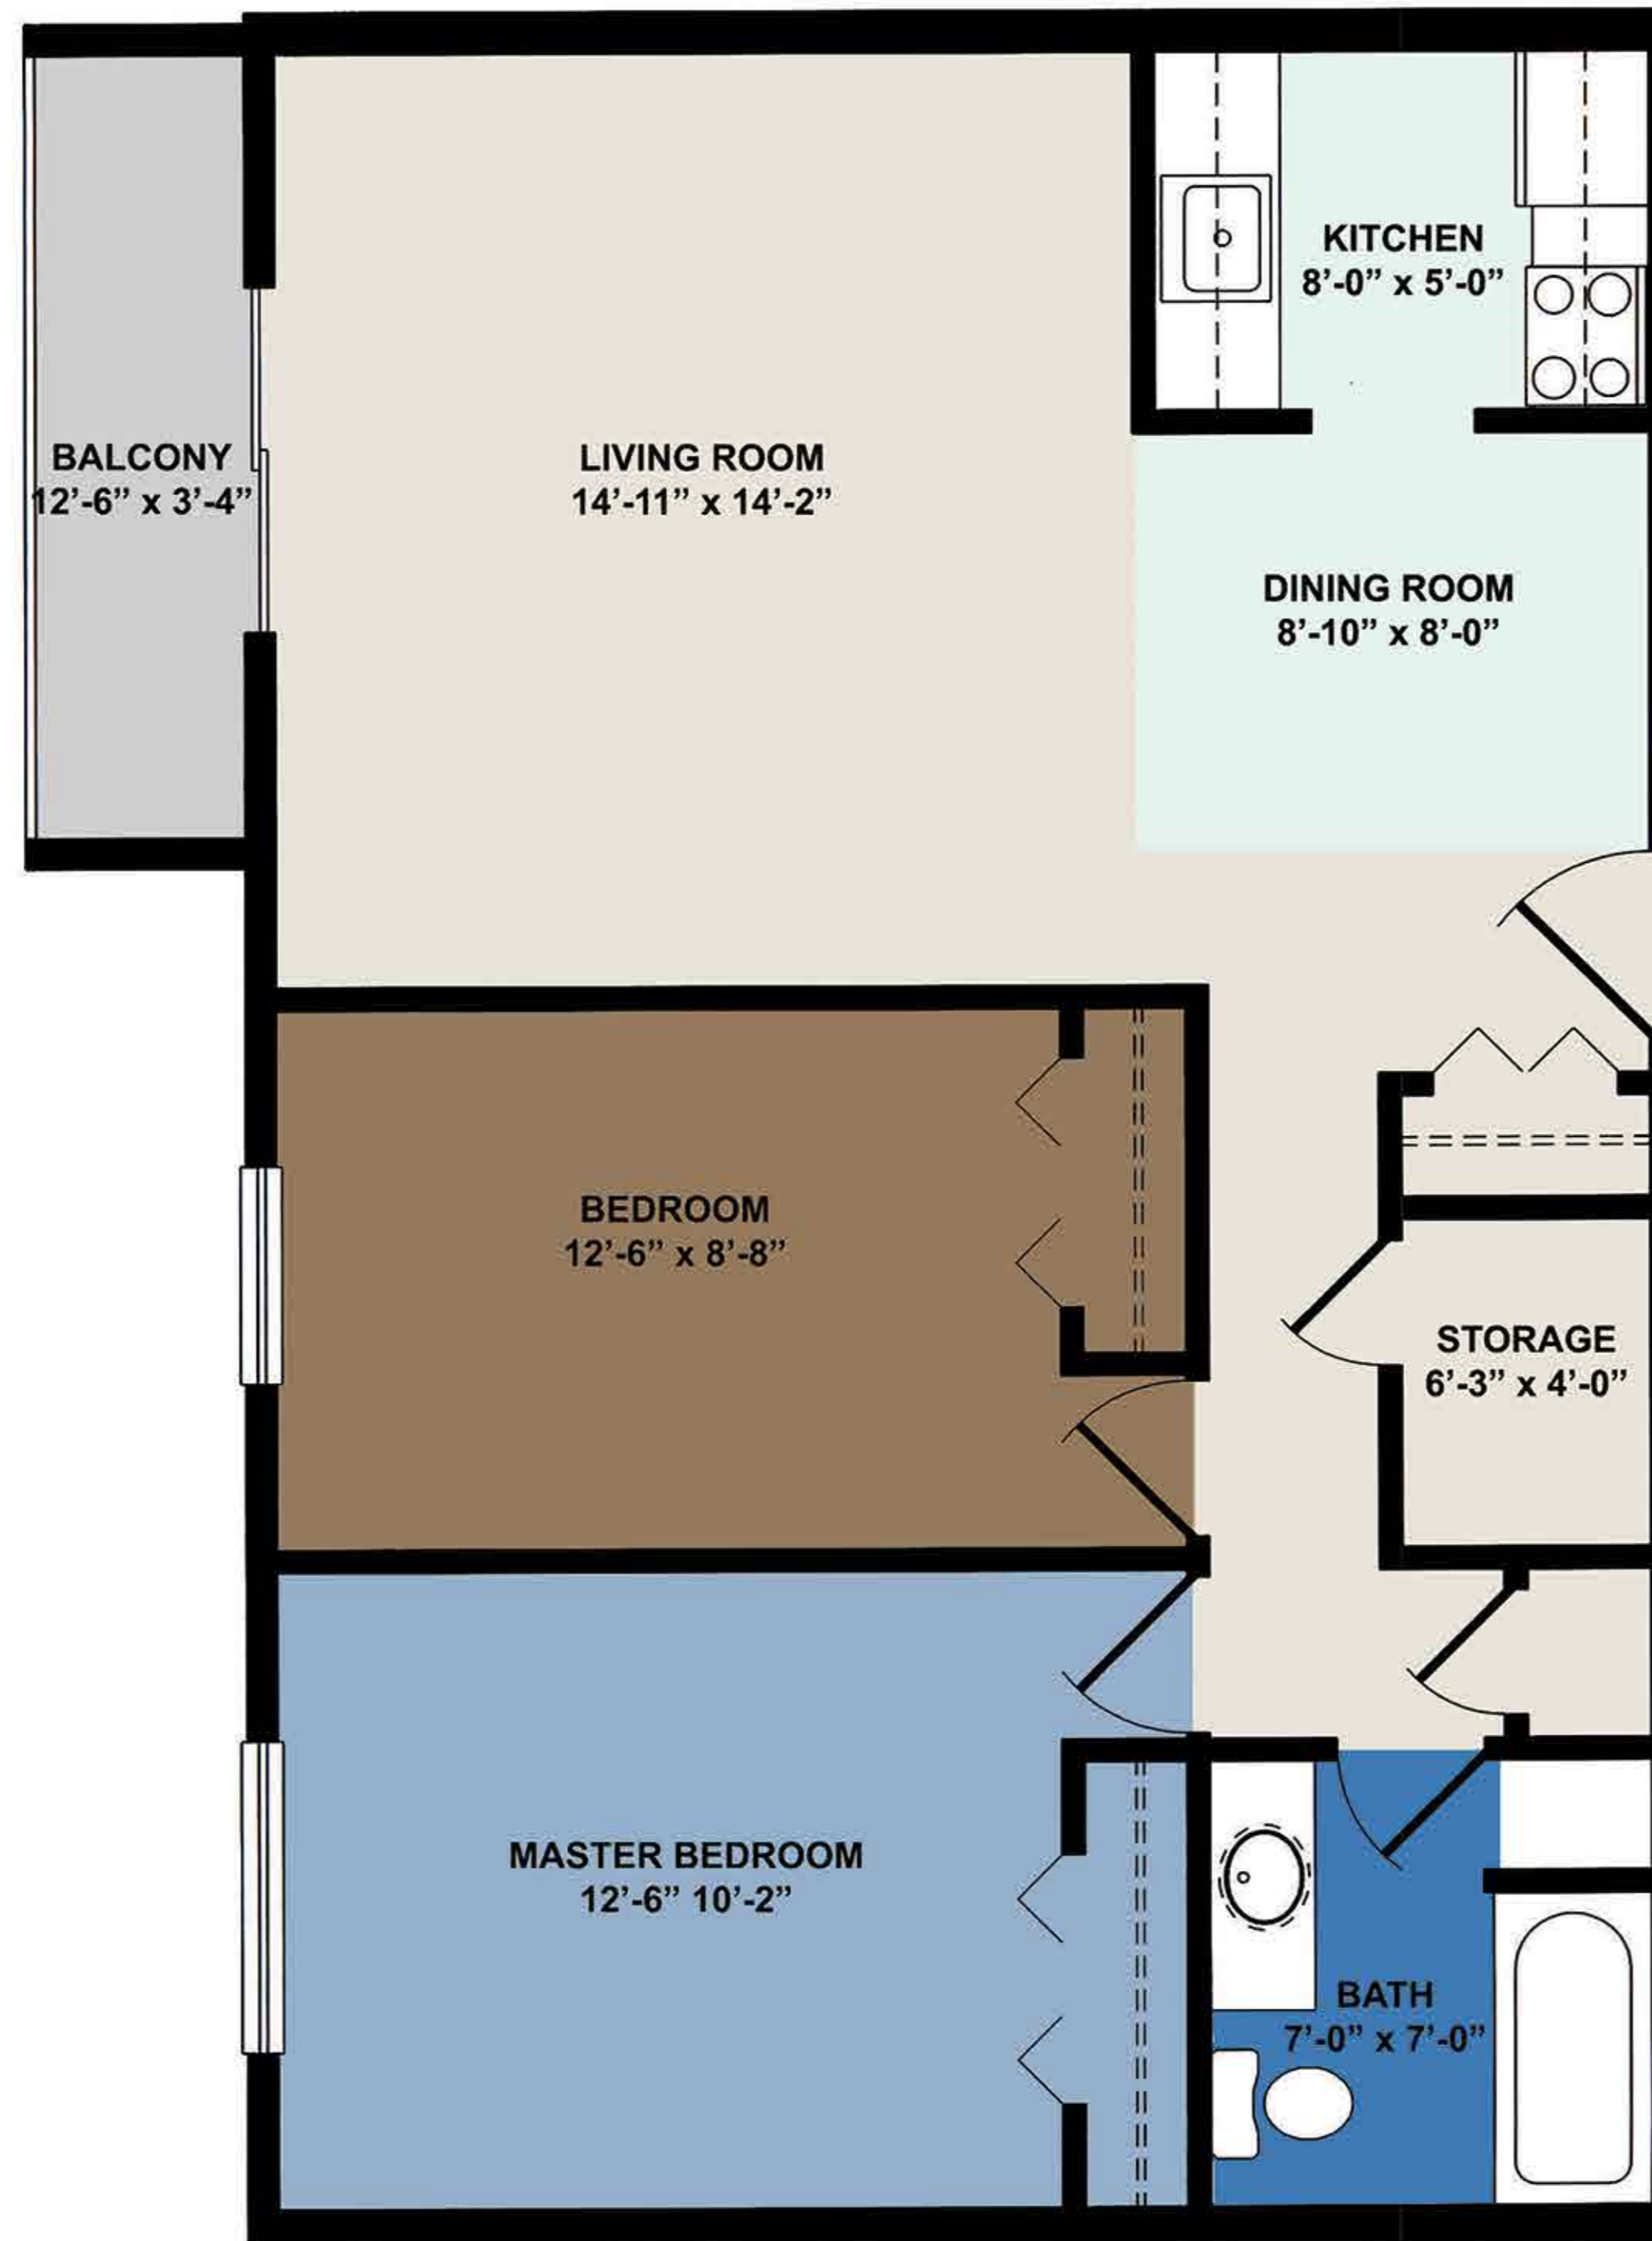 KITCHEN
8’-0” x 5’-0”
BALCONY
12’-6” x 3’-4”
LIVING ROOM
14’-11” x 14’-2”
DINING ROOM
8’-10” x 8’-0”
BEDROOM
12’-6” x 8’-8”
STORAGE
6’-3” x 4’-0”
MASTER BEDROOM
12’-6” 10’-2”
BATH
7’-0” x 7’-0”